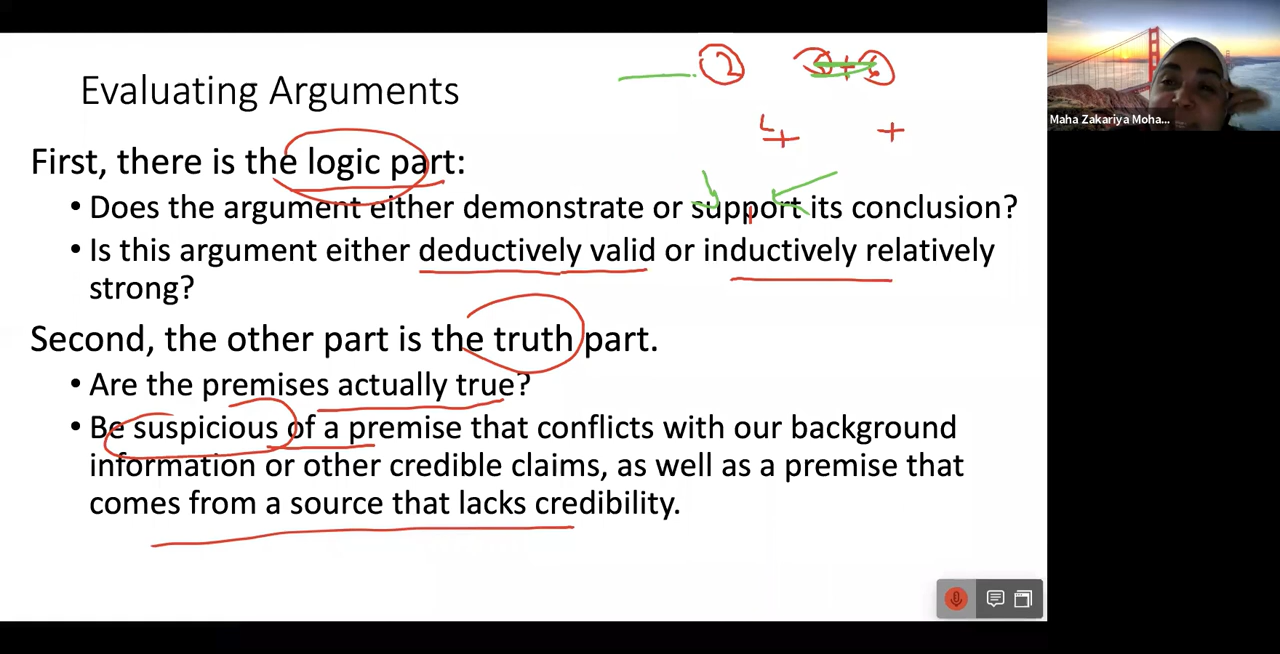 Evaluating Arguments
2 3 + 4
First, there is the logic part:
• Does the argument either demonstrate or support its conclusion?
• Is this argument either deductively valid or inductively relatively
strong?
Second, the other part is the truth part.
• Are the premises actually true?
• Be suspicious of a premise that conflicts with our background
information or other credible claims, as well as a premise that
comes from a source that lacks credibility.
Maha Zakariya Moha...